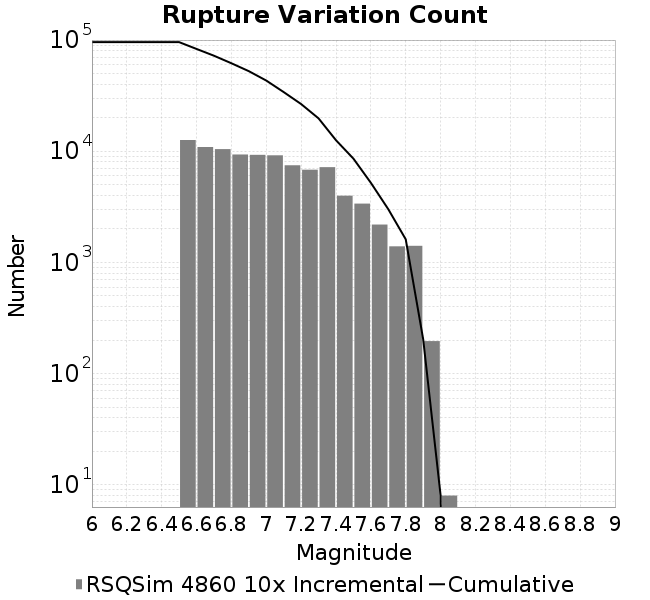 Rupture Variation Count
10^5
10^4
10^3
10^2
10^1
Number
6 6.2 6.4 6.6 6.8 7 7.2 7.4 7.6 7.8 8 8.2 8.4 8.6 8.8 9
Magnitude
RSQSim 4860 10x Incremental Cumulative